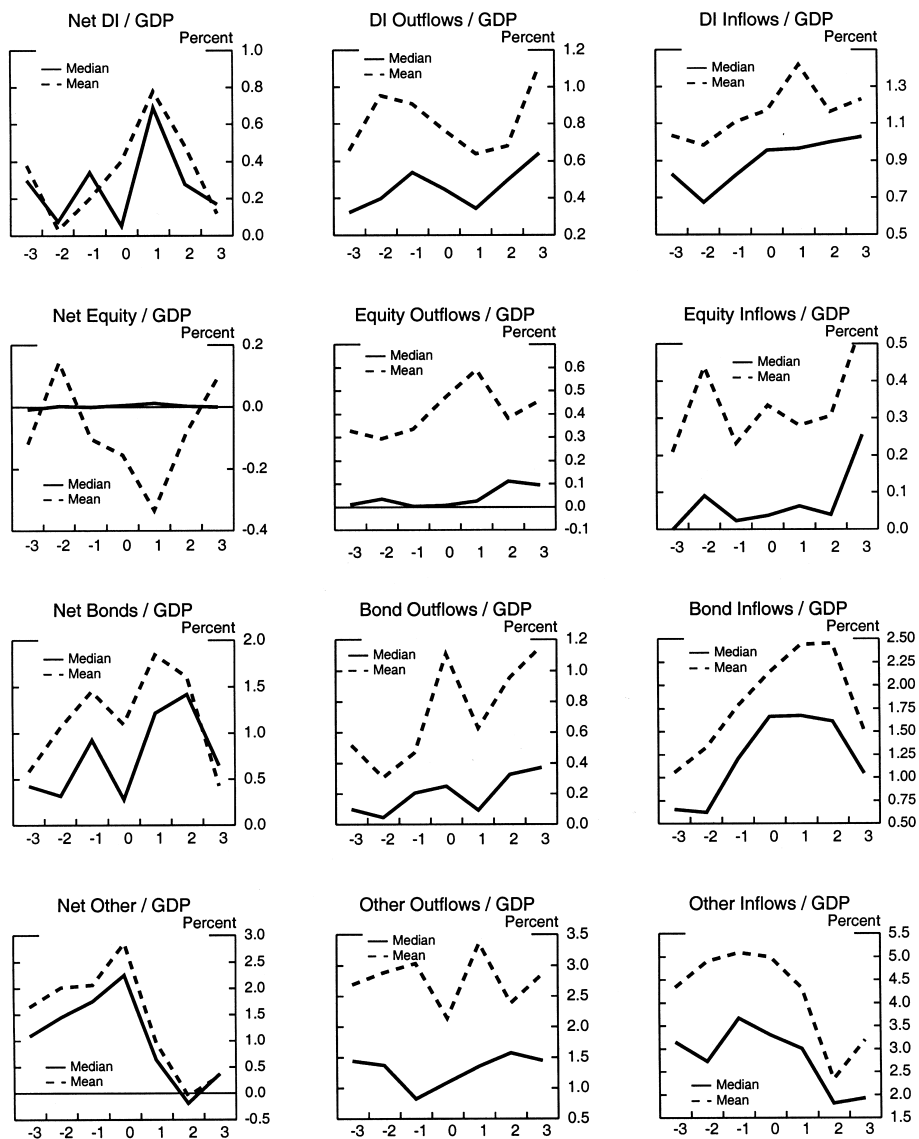 Net DI / GDP
Percent
Median
Mean
1.0
0.8
0.6
0.4
0.2
0.0
-3 -2 -1 0 1 2 3
DI Outflows / GDP
Percent
Median
Mean
1.2
1.0
0.8
0.6
0.4
0.2
-3 -2 -1 0 1 2 3
DI Inflows / GDP
Percent
Median
Mean
1.3
1.1
0.9
0.7
0.5
-3 -2 -1 0 1 2 3
Net Equity / GDP
Percent
0.2
0.0
-0.2
-0.4
Median
Mean
-3 -2 -1 0 1 2 3
Equity Outflows / GDP
Percent
Median
Mean
0.6
0.5
0.4
0.3
0.2
0.1
0.0
-0.1
-3 -2 -1 0 1 2 3
Equity Inflows / GDP
Percent
Median
Mean
0.5
0.4
0.3
0.2
0.1
0.0
-3 -2 -1 0 1 2 3
Net Bonds / GDP
Percent
Median
Mean
2.0
1.5
1.0
0.5
0.0
-3 -2 -1 0 1 2 3
Bond Outflows / GDP
Percent
Median
Mean
1.2
1.0
0.8
0.6
0.4
0.2
0.0
-3 -2 -1 0 1 2 3
Bond Inflows / GDP
Percent
Median
Mean
2.50
2.25
2.00
1.75
1.50
1.25
1.00
0.75
0.50
-3 -2 -1 0 1 2 3
Net Other / GDP
Percent
3.0
2.5
2.0
1.5
1.0
0.5
0.0
-0.5
Median
Mean
-3 -2 -1 0 1 2 3
Other Outflows / GDP
Percent
Median
Mean
3.5
3.0
2.5
2.0
1.5
1.0
0.5
-3 -2 -1 0 1 2 3
Other Inflows / GDP
Percent
5.5
5.0
4.5
4.0
3.5
3.0
2.5
2.0
1.5
Median
Mean
-3 -2 -1 0 1 2 3